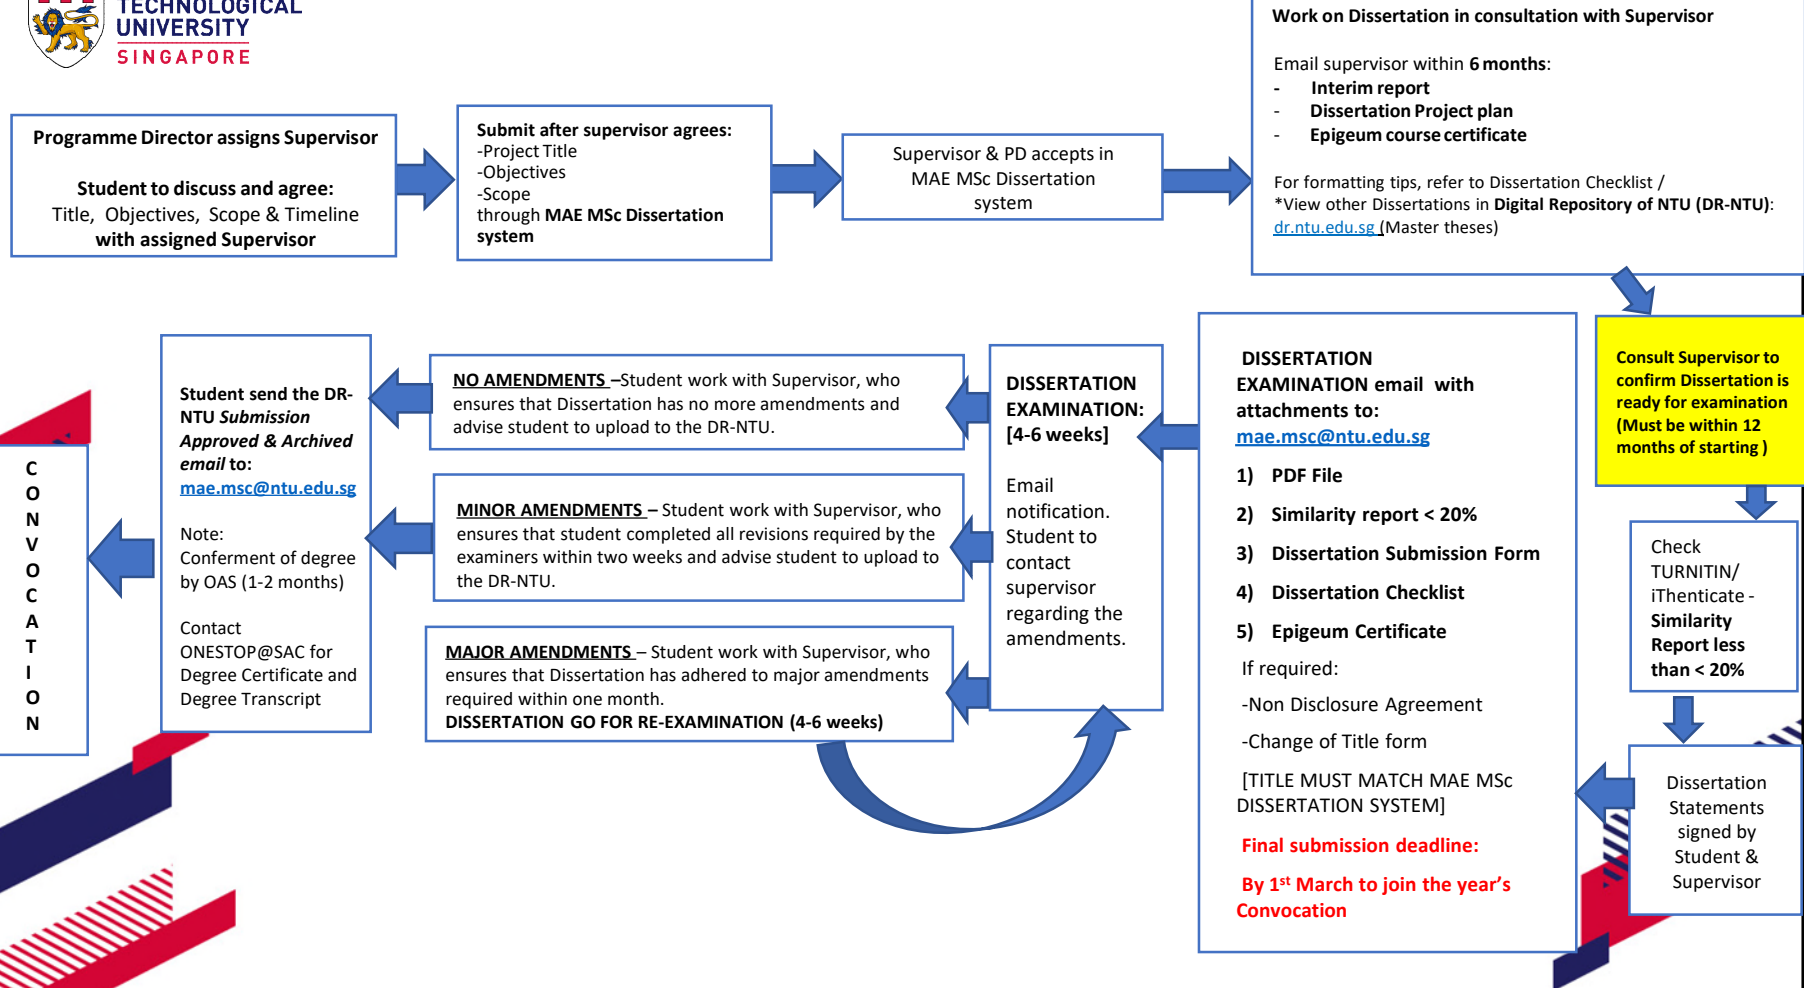 TECHNOLOGICAL
UNIVERSITY
SINGAPORE
Programme Director assigns Supervisor
Student to discuss and agree:
Title, Objectives, Scope & Timeline
with assigned Supervisor
Submit after supervisor agrees:
-Project Title
-Objectives
-Scope
through MAE MSc Dissertation
system
Supervisor & PD accepts in
MAE MSc Dissertation
system
Work on Dissertation in consultation with Supervisor
Email supervisor within 6 months:
- Interim report
- Dissertation Project plan
- Epigeum course certificate
For formatting tips, refer to Dissertation Checklist /
*View other Dissertations in Digital Repository of NTU (DR-NTU):
dr.ntu.edu.sg (Master theses)
Consult Supervisor to
confirm Dissertation is
ready for examination
(Must be within 12
months of starting )
Check
TURNITIN/
iThenticate -
Similarity
Report less
than < 20%
Dissertation
Statements
signed by
Student &
Supervisor
DISSERTATION
EXAMINATION email with
attachments to:
mae.msc@ntu.edu.sg
1) PDF File
2) Similarity report < 20%
3) Dissertation Submission Form
4) Dissertation Checklist
5) Epigeum Certificate
If required:
-Non Disclosure Agreement
-Change of Title form
[TITLE MUST MATCH MAE MSc
DISSERTATION SYSTEM]
Final submission deadline:
By 1st March to join the year's
Convocation
DISSERTATION
EXAMINATION:
[4-6 weeks]
Email
notification.
Student to
contact
supervisor
regarding the
amendments.
NO AMENDMENTS –Student work with Supervisor, who
ensures that Dissertation has no more amendments and
advise student to upload to the DR-NTU.
MINOR AMENDMENTS – Student work with Supervisor, who
ensures that student completed all revisions required by the
examiners within two weeks and advise student to upload to
the DR-NTU.
MAJOR AMENDMENTS – Student work with Supervisor, who
ensures that Dissertation has adhered to major amendments
required within one month.
DISSERTATION GO FOR RE-EXAMINATION (4-6 weeks)
Student send the DR-
NTU Submission
Approved & Archived
email to:
mae.msc@ntu.edu.sg
Note:
Conferment of degree
by OAS (1-2 months)
Contact
ONESTOP@SAC for
Degree Certificate and
Degree Transcript
C
O
N
V
O
C
A
T
I
O
N